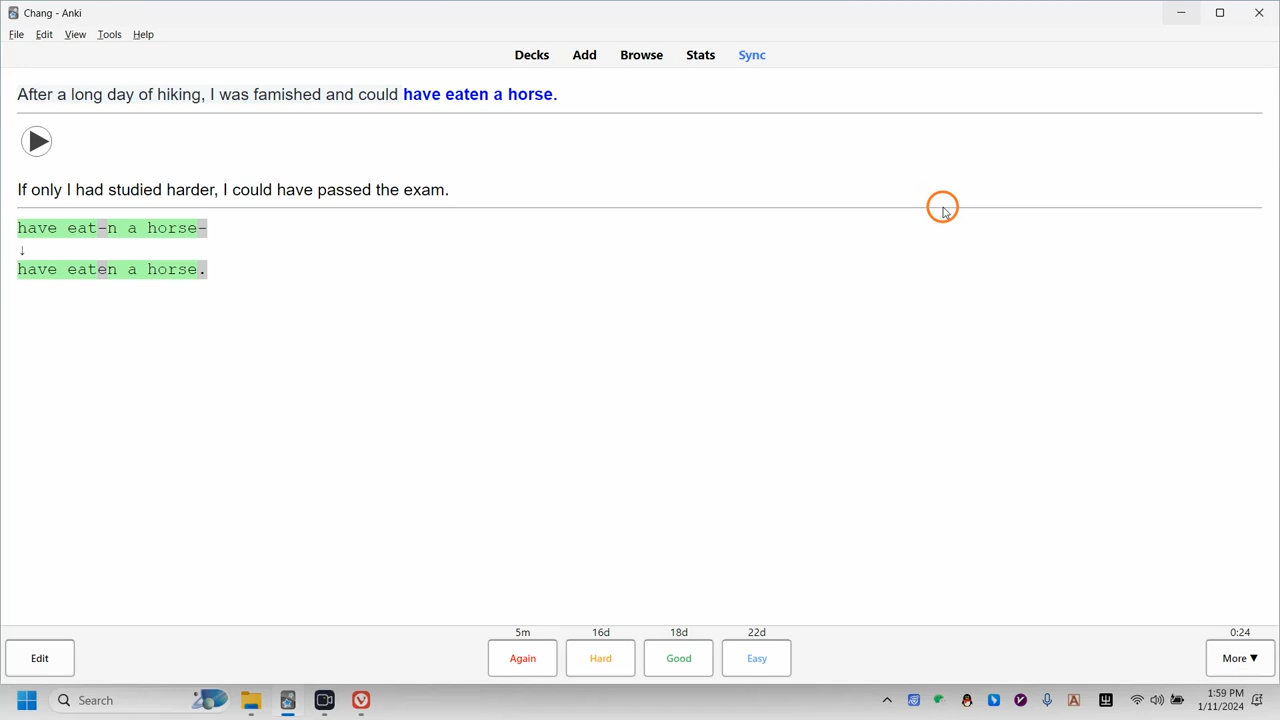 Chang - Anki
File Edit View Tools Help
Decks Add Browse Stats Sync
After a long day of hiking, I was famished and could have eaten a horse.
If only I had studied harder, I could have passed the exam.
have eat-n a horse-
↓
have eaten a horse.
5m 16d 18d 22d 0:24
Edit Again Hard Good Easy More ▼
Search
1:59 PM
1/11/2024